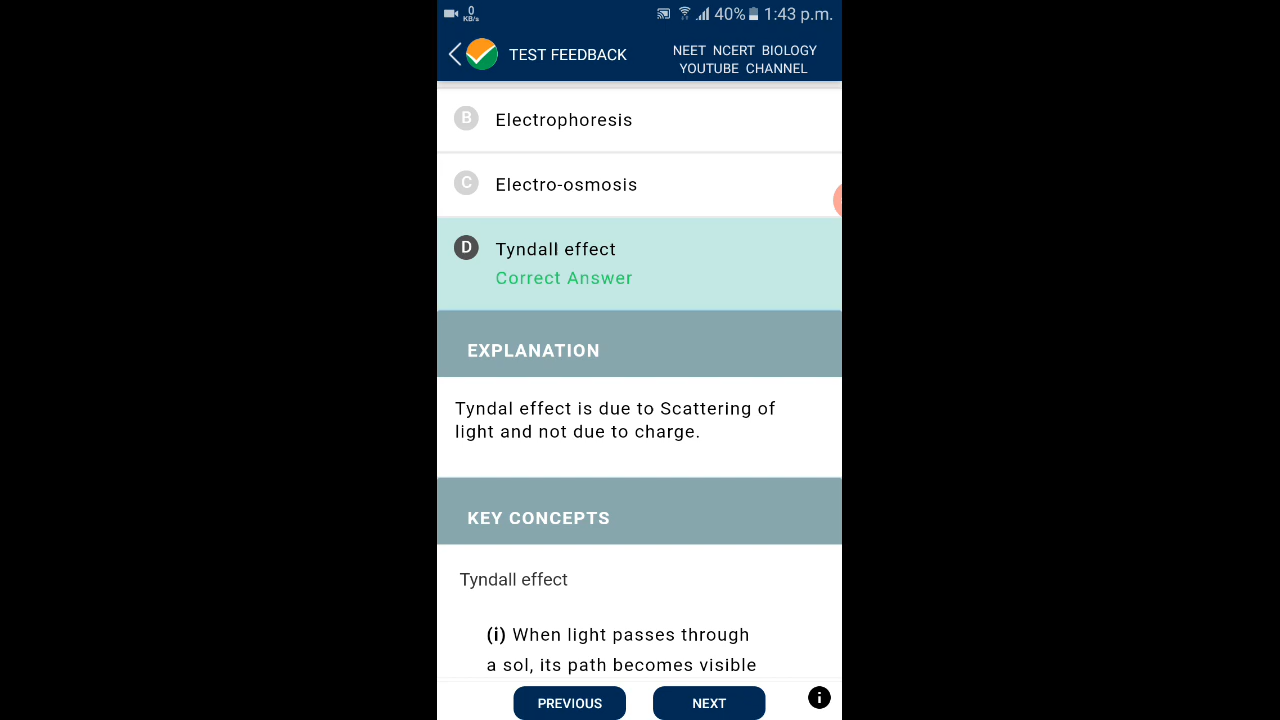 0
KB/s
40%
1:43 p.m.
TEST FEEDBACK
NEET NCERT BIOLOGY
YOUTUBE CHANNEL
B
Electrophoresis
C
Electro-osmosis
D
Tyndall effect
Correct Answer
EXPLANATION
Tyndal effect is due to Scattering of
light and not due to charge.
KEY CONCEPTS
Tyndall effect
(i) When light passes through
a sol, its path becomes visible
PREVIOUS
NEXT
i